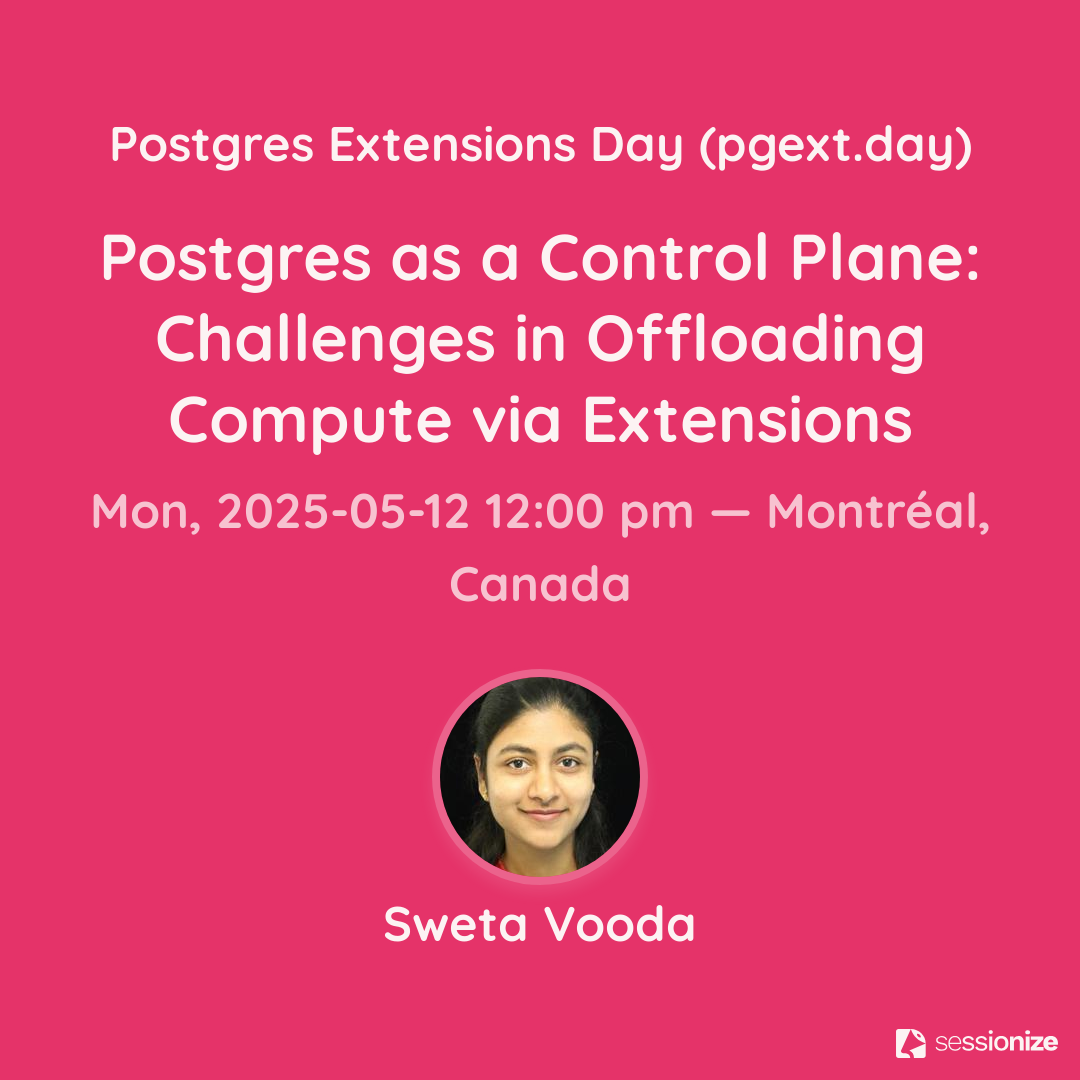 Postgres Extensions Day (pgext.day)
Postgres as a Control Plane:
Challenges in Offloading
Compute via Extensions
Mon, 2025-05-12 12:00 pm — Montréal,
Canada
Sweta Vooda
sessionize